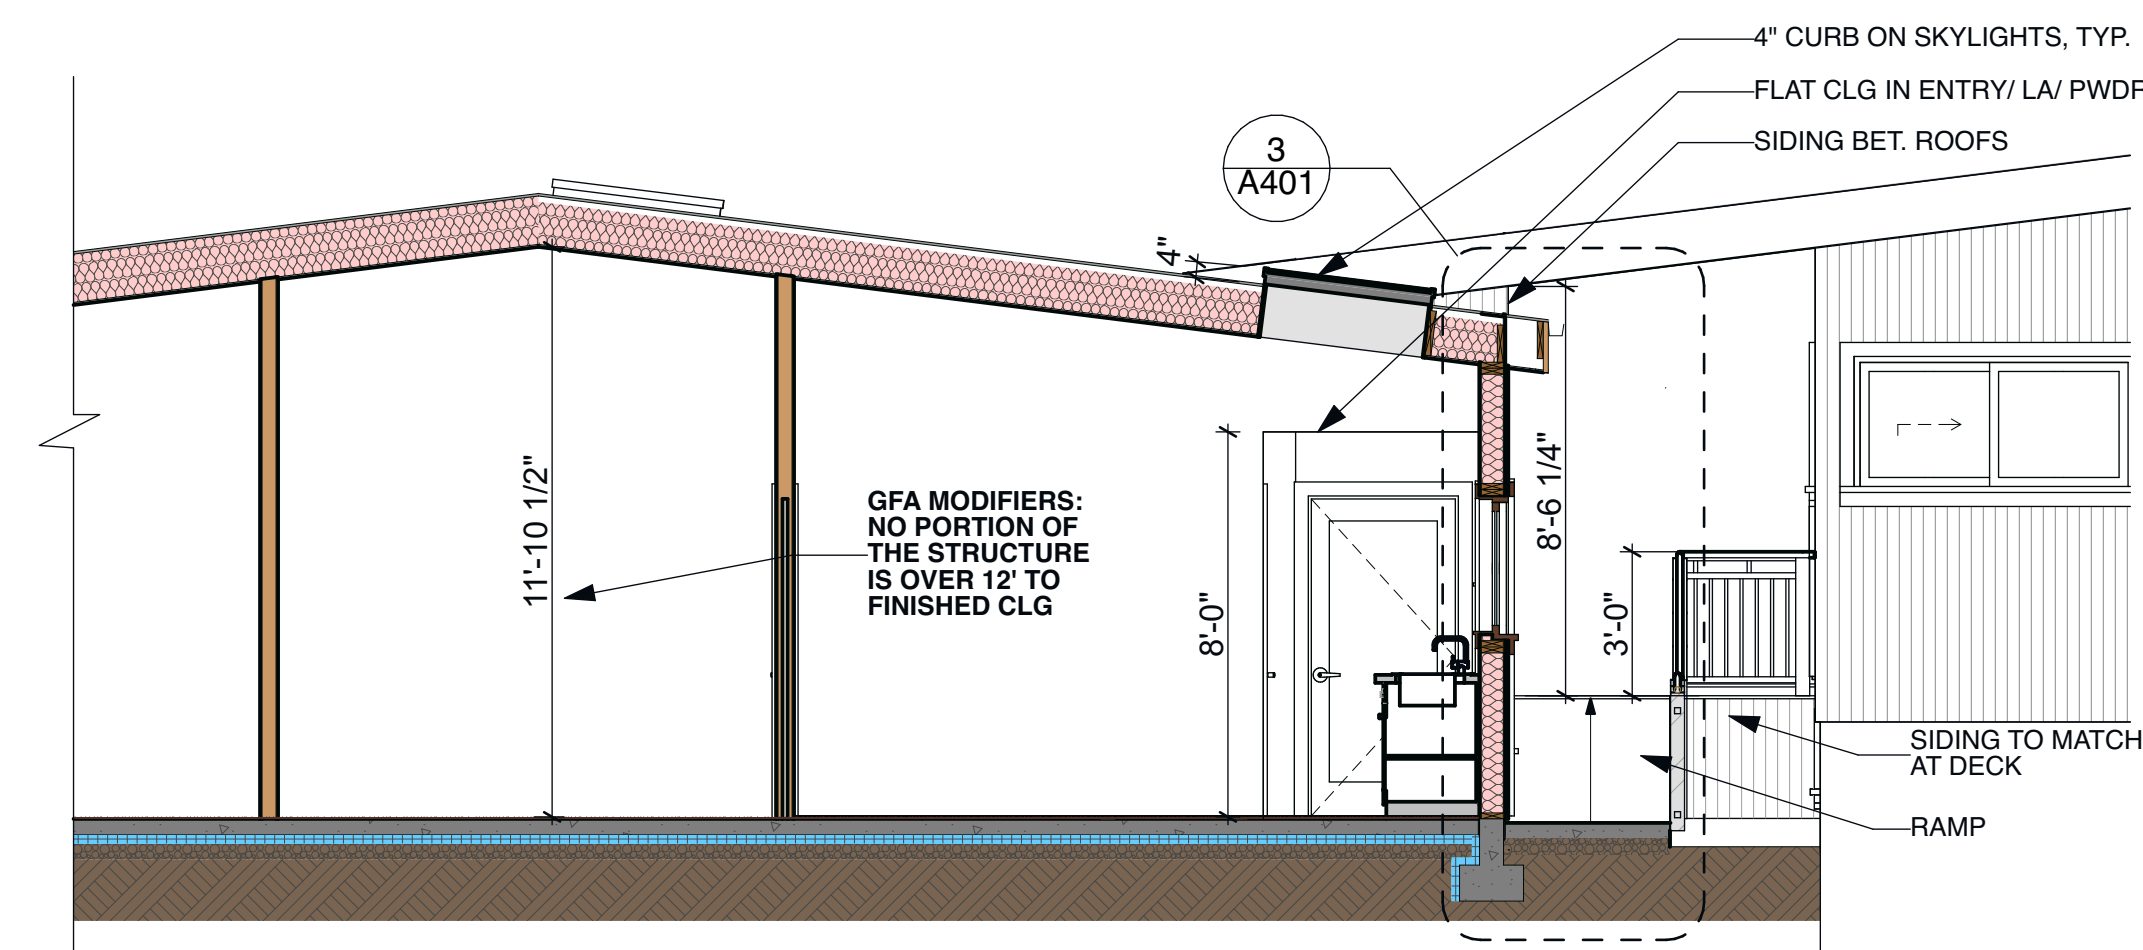 4" CURB ON SKYLIGHTS, TYP.
FLAT CLG IN ENTRY/ LA/ PWDR
SIDING BET. ROOFS
3
A401
4"
11'-10 1/2"
GFA MODIFIERS:
NO PORTION OF
THE STRUCTURE
IS OVER 12' TO
FINISHED CLG
8'-0"
8'-6 1/4"
3'-0"
SIDING TO MATCH
AT DECK
RAMP